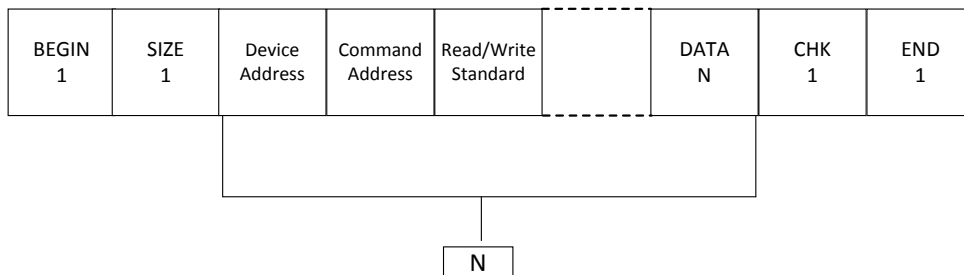 BEGIN
1
SIZE
1
Device
Address
Command
Address
Read/Write
Standard
DATA
N
CHK
1
END
1
N